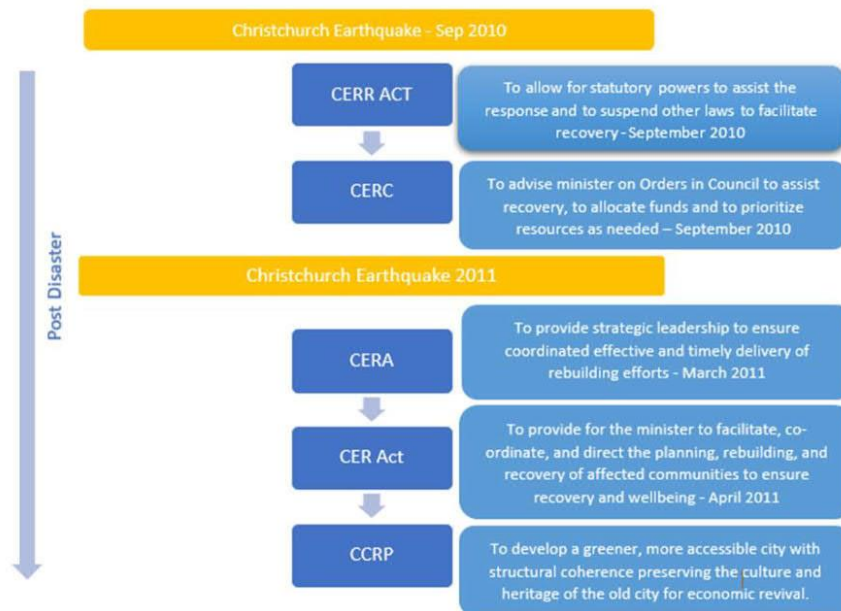 Christchurch Earthquake - Sep 2010
CERR ACT
To allow for statutory powers to assist the
response and to suspend other laws to facilitate
recovery - September 2010
CERC
To advise minister on Orders in Council to assist
recovery, to allocate funds and to prioritize
resources as needed – September 2010
Post Disaster
Christchurch Earthquake 2011
CERA
To provide strategic leadership to ensure
coordinated effective and timely delivery of
rebuilding efforts - March 2011
CER Act
To provide for the minister to facilitate, co-
ordinate, and direct the planning, rebuilding, and
recovery of affected communities to ensure
recovery and wellbeing - April 2011
CCRP
To develop a greener, more accessible city with
structural coherence preserving the culture and
heritage of the old city for economic revival.